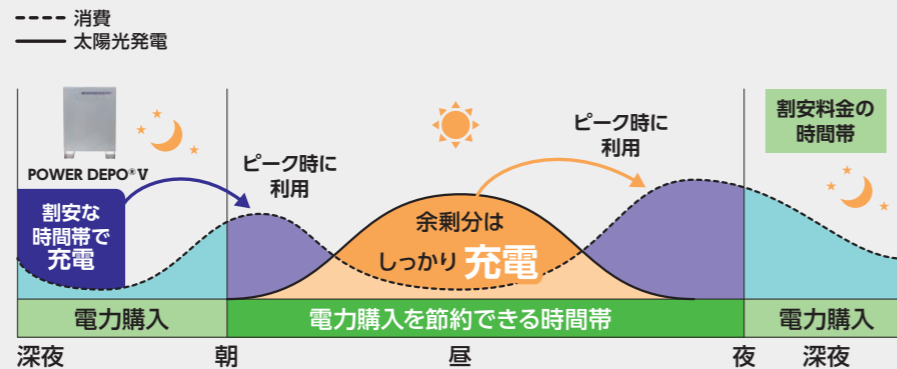 消費
太陽光発電
POWER DEPO® V
割安な
時間帯で
充電
ピーク時に
利用
余剰分は
しっかり 充電
ピーク時に
利用
割安料金の
時間帯
電力購入
電力購入を節約できる時間帯
電力購入
深夜
朝
昼
夜
深夜